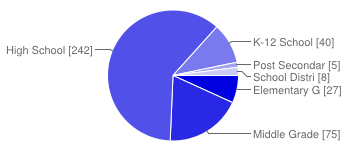 High School [242]
K-12 School [40]
Post Secondar [5]
School Distri [8]
Elementary G [27]
Middle Grade [75]